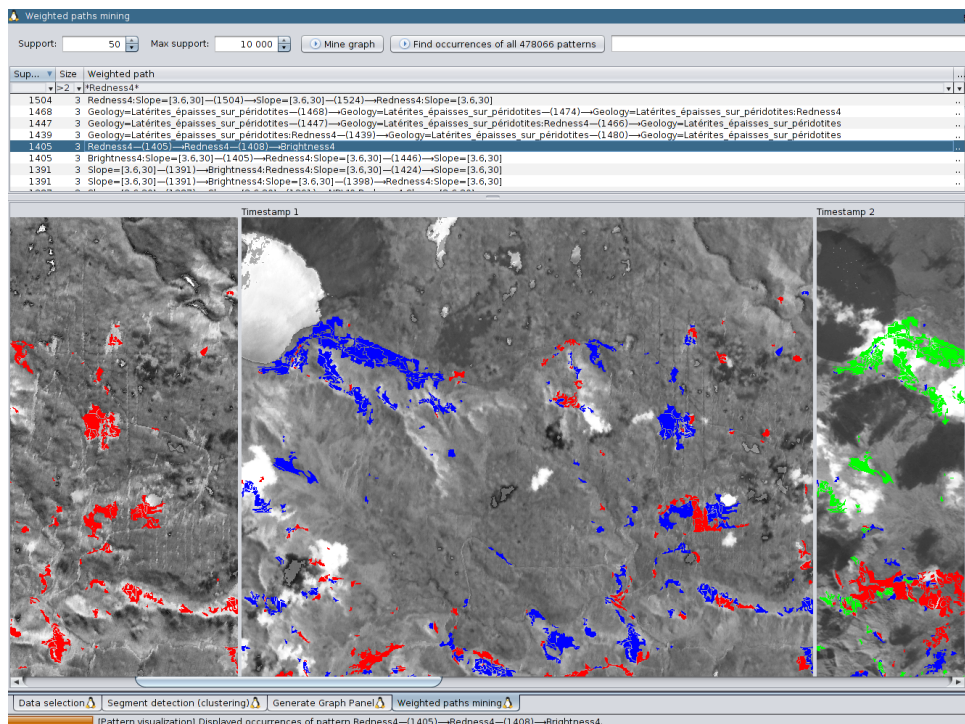 Weighted paths mining
Support: 50 Max support: 10 000 Mine graph Find occurrences of all 478066 patterns
Sup... Size Weighted path ...
>2 *Redness4*
1504 3 Redness4:Slope=[3.6,30]—(1504)→Slope=[3.6,30]—(1524)→Redness4:Slope=[3.6,30] ..
1468 3 Geology=Latérites_épaisses_sur_péridotites—(1468)→Geology=Latérites_épaisses_sur_péridotites—(1474)→Geology=Latérites_épaisses_sur_péridotites:Redness4 ..
1447 3 Geology=Latérites_épaisses_sur_péridotites—(1447)→Geology=Latérites_épaisses_sur_péridotites:Redness4—(1466)→Geology=Latérites_épaisses_sur_péridotites ..
1439 3 Geology=Latérites_épaisses_sur_péridotites:Redness4—(1439)→Geology=Latérites_épaisses_sur_péridotites—(1480)→Geology=Latérites_épaisses_sur_péridotites ..
1405 3 Redness4—(1405)→Redness4—(1408)→Brightness4 ..
1405 3 Brightness4:Slope=[3.6,30]—(1405)→Redness4:Slope=[3.6,30]—(1446)→Slope=[3.6,30] ..
1391 3 Slope=[3.6,30]—(1391)→Brightness4:Redness4:Slope=[3.6,30]—(1424)→Slope=[3.6,30] ..
1391 3 Slope=[3.6,30]—(1391)→Brightness4:Slope=[3.6,30]—(1398)→Redness4:Slope=[3.6,30] ..
Timestamp 1 Timestamp 2
Data selection Segment detection (clustering) Generate Graph Panel Weighted paths mining
[Pattern visualization] Displayed occurrences of pattern Redness4—(1405)→Redness4—(1408)→Brightness4.